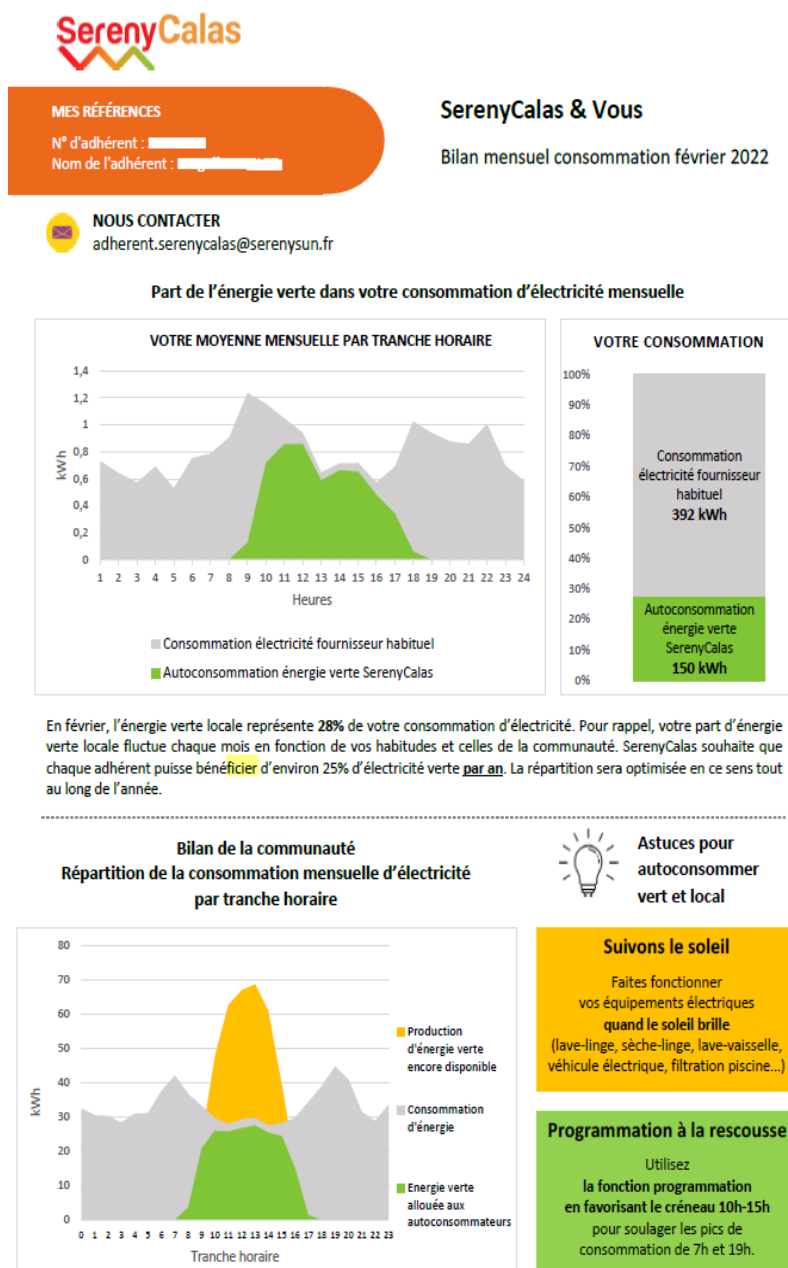 SerenyCalas
MES RÉFÉRENCES
N° d'adhérent :
Nom de l'adhérent :
SerenyCalas & Vous
Bilan mensuel consommation février 2022
NOUS CONTACTER
adherent.serenycalas@serenysun.fr
Part de l'énergie verte dans votre consommation d'électricité mensuelle
VOTRE MOYENNE MENSUELLE PAR TRANCHE HORAIRE
1,4
1,2
1
0,8
0,6
0,4
0,2
0
kWh
1 2 3 4 5 6 7 8 9 10 11 12 13 14 15 16 17 18 19 20 21 22 23 24
Heures
Consommation électricité fournisseur habituel
Autoconsommation énergie verte SerenyCalas
VOTRE CONSOMMATION
100%
90%
80%
70%
60%
50%
40%
30%
20%
10%
0%
Consommation
électricité fournisseur
habituel
392 kWh
Autoconsommation
énergie verte
SerenyCalas
150 kWh
En février, l'énergie verte locale représente 28% de votre consommation d'électricité. Pour rappel, votre part d'énergie
verte locale fluctue chaque mois en fonction de vos habitudes et celles de la communauté. SerenyCalas souhaite que
chaque adhérent puisse bénéficier d'environ 25% d'électricité verte par an. La répartition sera optimisée en ce sens tout
au long de l'année.
Bilan de la communauté
Répartition de la consommation mensuelle d'électricité
par tranche horaire
80
70
60
50
40
30
20
10
0
kWh
0 1 2 3 4 5 6 7 8 9 10 11 12 13 14 15 16 17 18 19 20 21 22 23
Tranche horaire
Production
d'énergie verte
encore disponible
Consommation
d'énergie
Energie verte
allouée aux
autoconsommateurs
Astuces pour
autoconsommer
vert et local
Suivons le soleil
Faites fonctionner
vos équipements électriques
quand le soleil brille
(lave-linge, sèche-linge, lave-vaisselle,
véhicule électrique, filtration piscine...)
Programmation à la rescousse
Utilisez
la fonction programmation
en favorisant le créneau 10h-15h
pour soulager les pics de
consommation de 7h et 19h.